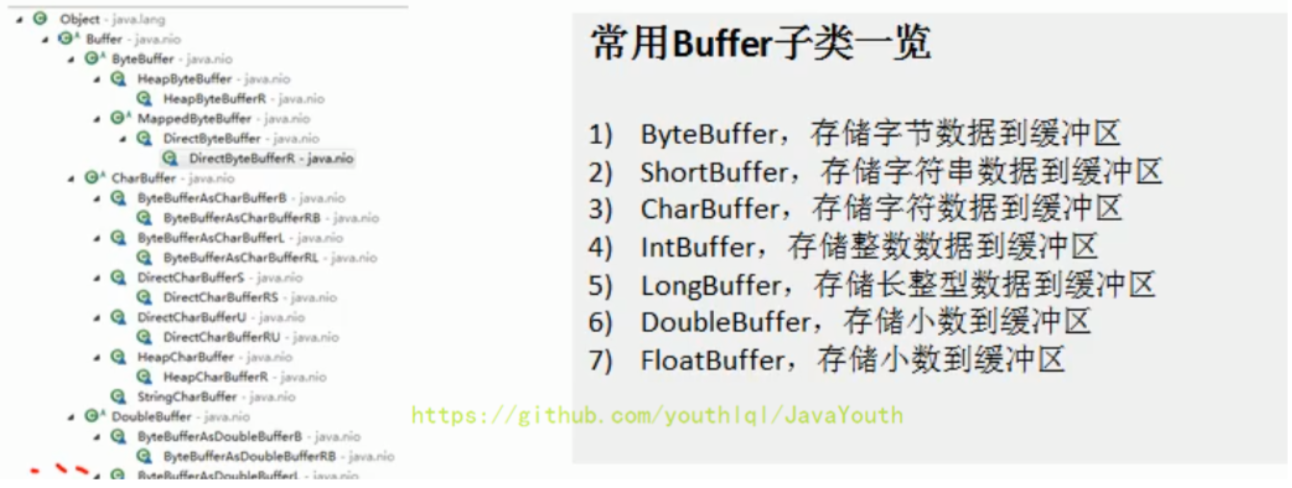 Object - java.lang
Buffer - java.nio
ByteBuffer - java.nio
HeapByteBuffer - java.nio
HeapByteBufferR - java.nio
MappedByteBuffer - java.nio
DirectByteBuffer - java.nio
DirectByteBufferR - java.nio
CharBuffer - java.nio
ByteBufferAsCharBufferB - java.nio
ByteBufferAsCharBufferRB - java.nio
ByteBufferAsCharBufferL - java.nio
ByteBufferAsCharBufferRL - java.nio
DirectCharBufferS - java.nio
DirectCharBufferRS - java.nio
DirectCharBufferU - java.nio
DirectCharBufferRU - java.nio
HeapCharBuffer - java.nio
HeapCharBufferR - java.nio
StringCharBuffer - java.nio
DoubleBuffer - java.nio
ByteBufferAsDoubleBufferB - java.nio
ByteBufferAsDoubleBufferRB - java.nio
ByteBufferAsDoubleBufferL - java.nio
常用Buffer子类一览
1) ByteBuffer，存储字节数据到缓冲区
2) ShortBuffer，存储字符串数据到缓冲区
3) CharBuffer，存储字符数据到缓冲区
4) IntBuffer，存储整数数据到缓冲区
5) LongBuffer，存储长整型数据到缓冲区
6) DoubleBuffer，存储小数到缓冲区
7) FloatBuffer，存储小数到缓冲区
https://github.com/youthlql/JavaYouth